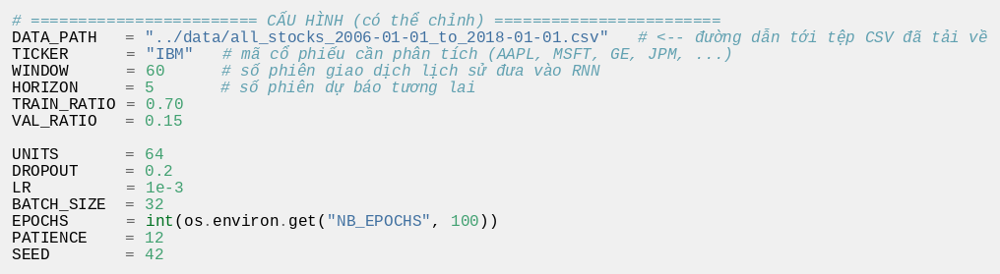 # ======================== CẤU HÌNH (có thể chỉnh) ========================
DATA_PATH   = "../data/all_stocks_2006-01-01_to_2018-01-01.csv"   # <-- đường dẫn tới tệp CSV đã tải về
TICKER      = "IBM"   # mã cổ phiếu cần phân tích (AAPL, MSFT, GE, JPM, ...)
WINDOW      = 60      # số phiên giao dịch lịch sử đưa vào RNN
HORIZON     = 5       # số phiên dự báo tương lai
TRAIN_RATIO = 0.70
VAL_RATIO   = 0.15

UNITS       = 64
DROPOUT     = 0.2
LR          = 1e-3
BATCH_SIZE  = 32
EPOCHS      = int(os.environ.get("NB_EPOCHS", 100))
PATIENCE    = 12
SEED        = 42